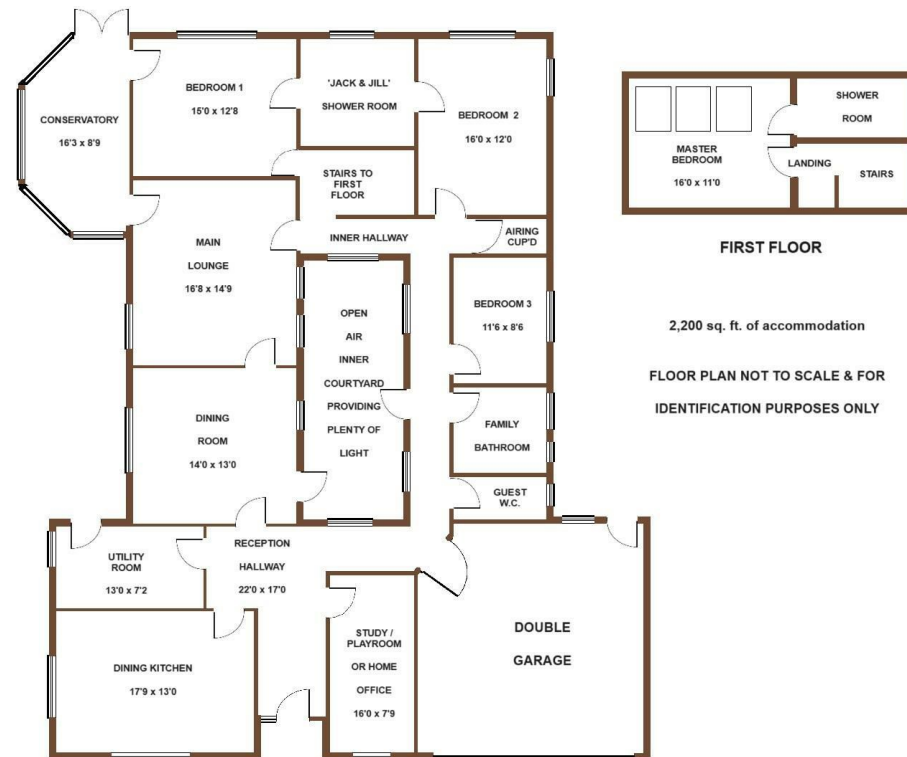 CONSERVATORY
16'3 x 8'9
BEDROOM 1
15'0 x 12'8
'JACK & JILL'
SHOWER ROOM
BEDROOM 2
16'0 x 12'0
STAIRS TO
FIRST
FLOOR
INNER HALLWAY
AIRING
CUP'D
MAIN
LOUNGE
16'8 x 14'9
OPEN
AIR
INNER
COURTYARD
PROVIDING
PLENTY OF
LIGHT
BEDROOM 3
11'6 x 8'6
DINING
ROOM
14'0 x 13'0
FAMILY
BATHROOM
GUEST
W.C.
UTILITY
ROOM
13'0 x 7'2
RECEPTION
HALLWAY
22'0 x 17'0
DINING KITCHEN
17'9 x 13'0
STUDY /
PLAYROOM
OR HOME
OFFICE
16'0 x 7'9
DOUBLE
GARAGE
MASTER
BEDROOM
16'0 x 11'0
SHOWER
ROOM
LANDING
STAIRS
FIRST FLOOR
2,200 sq. ft. of accommodation
FLOOR PLAN NOT TO SCALE & FOR
IDENTIFICATION PURPOSES ONLY